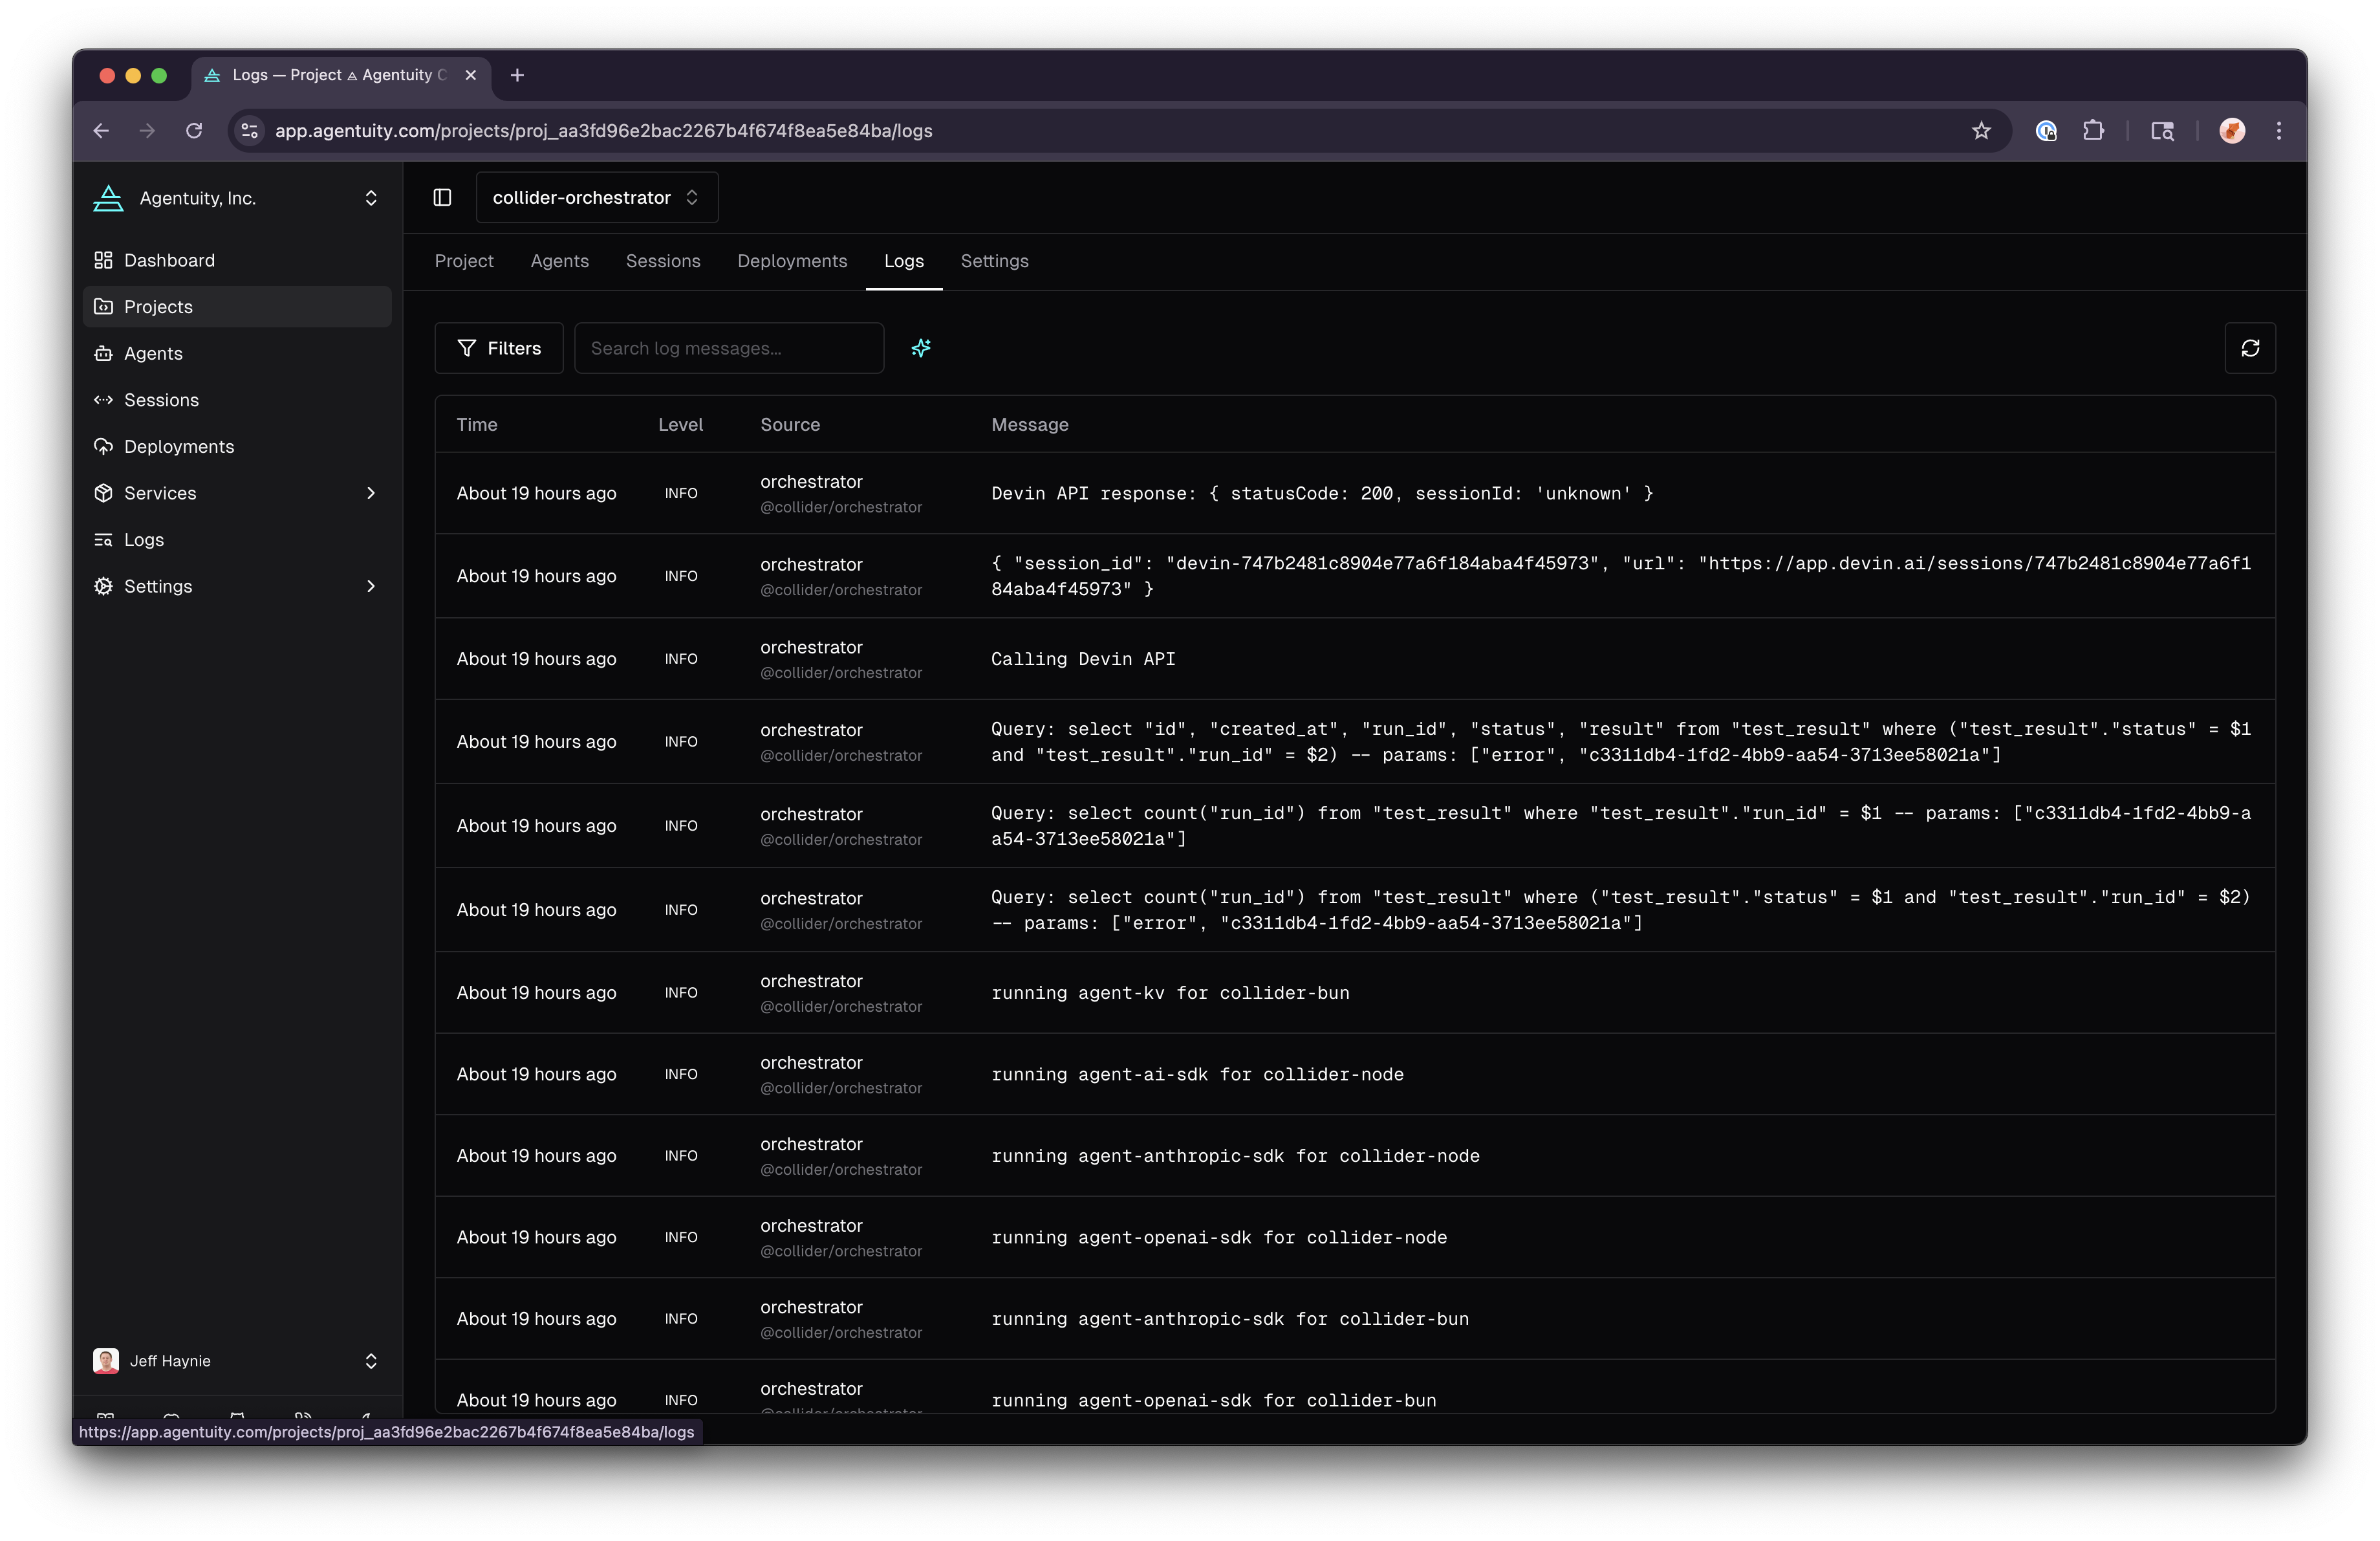 Logs — Project ⟁ Agentuity C
app.agentuity.com/projects/proj_aa3fd96e2bac2267b4f674f8ea5e84ba/logs
Agentuity, Inc.
collider-orchestrator
Dashboard
Projects
Agents
Sessions
Deployments
Services
Logs
Settings
Project Agents Sessions Deployments Logs Settings
Filters
Search log messages...
Time Level Source Message
About 19 hours ago INFO orchestrator
@collider/orchestrator
Devin API response: { statusCode: 200, sessionId: 'unknown' }
About 19 hours ago INFO orchestrator
@collider/orchestrator
{ "session_id": "devin-747b2481c8904e77a6f184aba4f45973", "url": "https://app.devin.ai/sessions/747b2481c8904e77a6f1
84aba4f45973" }
About 19 hours ago INFO orchestrator
@collider/orchestrator
Calling Devin API
About 19 hours ago INFO orchestrator
@collider/orchestrator
Query: select "id", "created_at", "run_id", "status", "result" from "test_result" where ("test_result"."status" = $1
and "test_result"."run_id" = $2) -- params: ["error", "c3311db4-1fd2-4bb9-aa54-3713ee58021a"]
About 19 hours ago INFO orchestrator
@collider/orchestrator
Query: select count("run_id") from "test_result" where "test_result"."run_id" = $1 -- params: ["c3311db4-1fd2-4bb9-a
a54-3713ee58021a"]
About 19 hours ago INFO orchestrator
@collider/orchestrator
Query: select count("run_id") from "test_result" where ("test_result"."status" = $1 and "test_result"."run_id" = $2)
-- params: ["error", "c3311db4-1fd2-4bb9-aa54-3713ee58021a"]
About 19 hours ago INFO orchestrator
@collider/orchestrator
running agent-kv for collider-bun
About 19 hours ago INFO orchestrator
@collider/orchestrator
running agent-ai-sdk for collider-node
About 19 hours ago INFO orchestrator
@collider/orchestrator
running agent-anthropic-sdk for collider-node
About 19 hours ago INFO orchestrator
@collider/orchestrator
running agent-openai-sdk for collider-node
About 19 hours ago INFO orchestrator
@collider/orchestrator
running agent-anthropic-sdk for collider-bun
About 19 hours ago INFO orchestrator
@collider/orchestrator
running agent-openai-sdk for collider-bun
Jeff Haynie
https://app.agentuity.com/projects/proj_aa3fd96e2bac2267b4f674f8ea5e84ba/logs